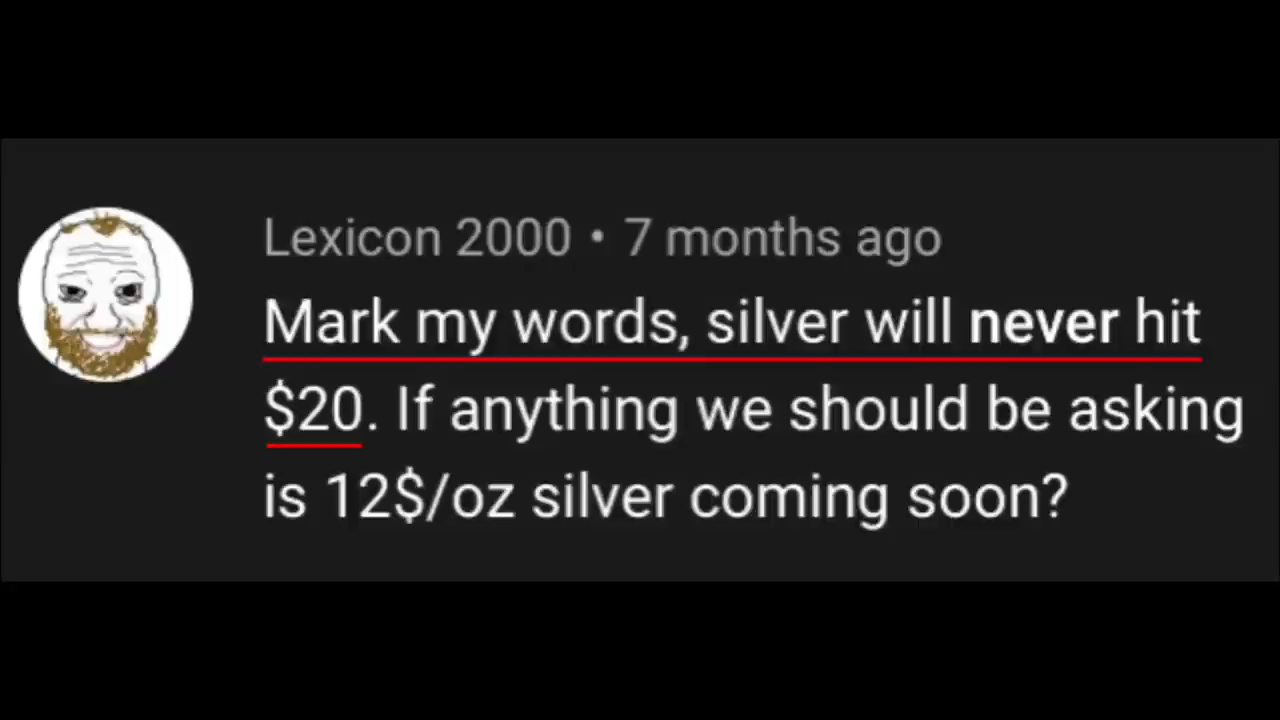 Lexicon 2000 • 7 months ago
Mark my words, silver will never hit
$20. If anything we should be asking
is 12$/oz silver coming soon?